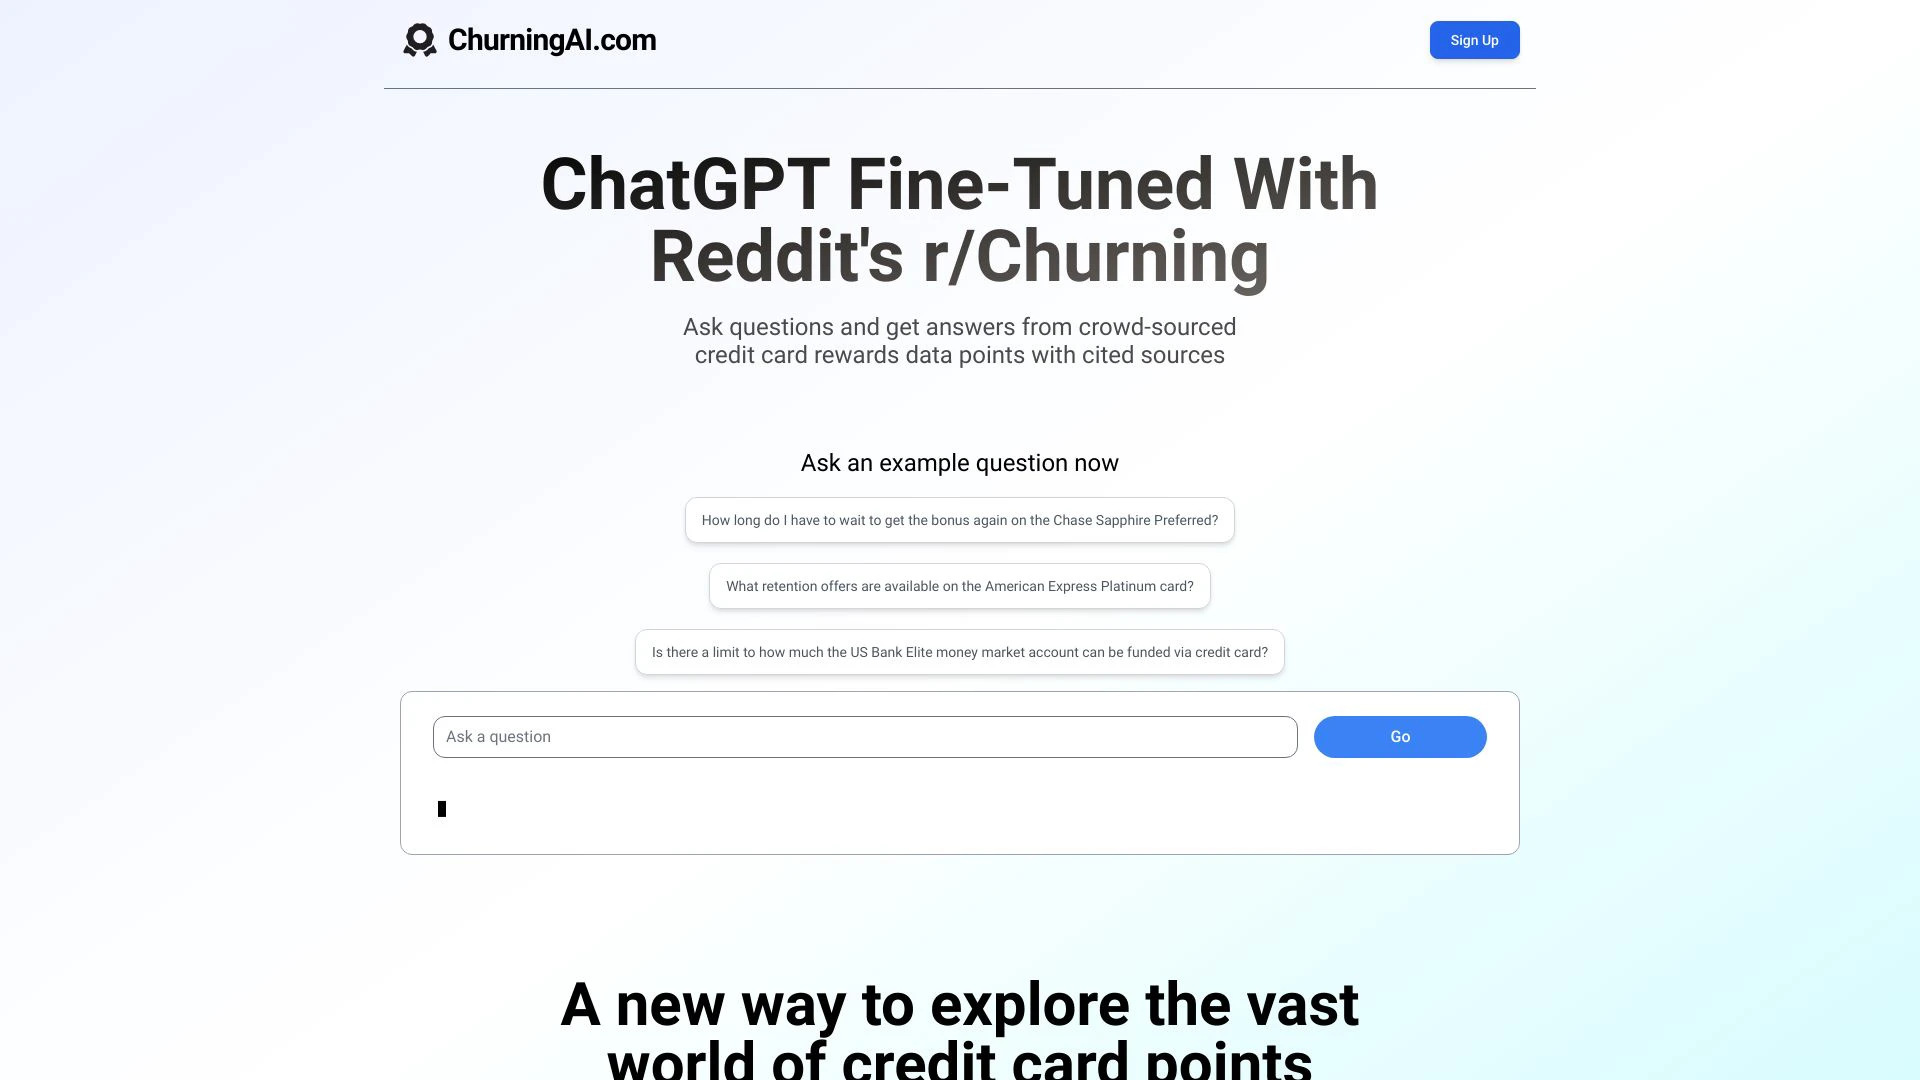 ChurningAI.com
Sign Up
ChatGPT Fine-Tuned With
Reddit's r/Churning
Ask questions and get answers from crowd-sourced
credit card rewards data points with cited sources
Ask an example question now
How long do I have to wait to get the bonus again on the Chase Sapphire Preferred?
What retention offers are available on the American Express Platinum card?
Is there a limit to how much the US Bank Elite money market account can be funded via credit card?
Ask a question
Go
A new way to explore the vast
world of credit card points